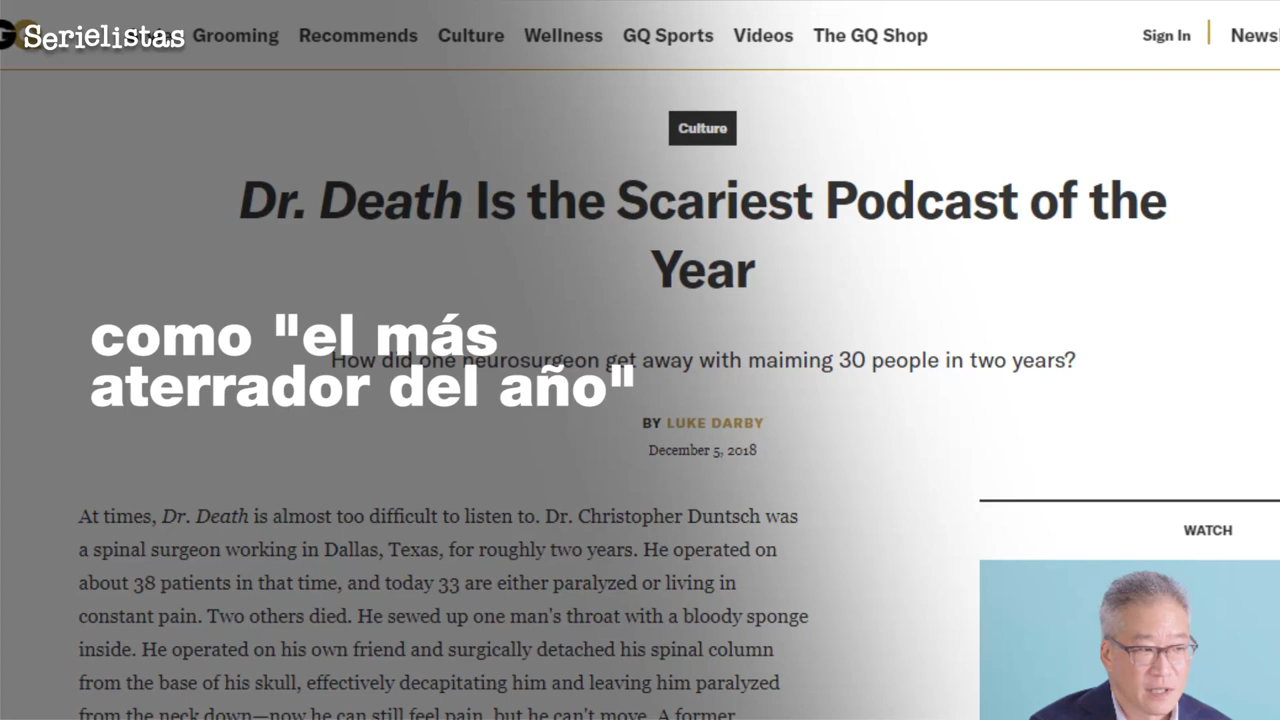 Serielistas
Grooming Recommends Culture Wellness GQ Sports Videos The GQ Shop Sign In
Culture
Dr. Death Is the Scariest Podcast of the
Year
como "el más
aterrador del año"
How did one neurosurgeon get away with maiming 30 people in two years?
BY LUKE DARBY
December 5, 2018
At times, Dr. Death is almost too difficult to listen to. Dr. Christopher Duntsch was
a spinal surgeon working in Dallas, Texas, for roughly two years. He operated on
about 38 patients in that time, and today 33 are either paralyzed or living in
constant pain. Two others died. He sewed up one man's throat with a bloody sponge
inside. He operated on his own friend and surgically detached his spinal column
from the base of his skull, effectively decapitating him and leaving him paralyzed
from the neck down—now he can still feel pain, but he can't move. A former
WATCH